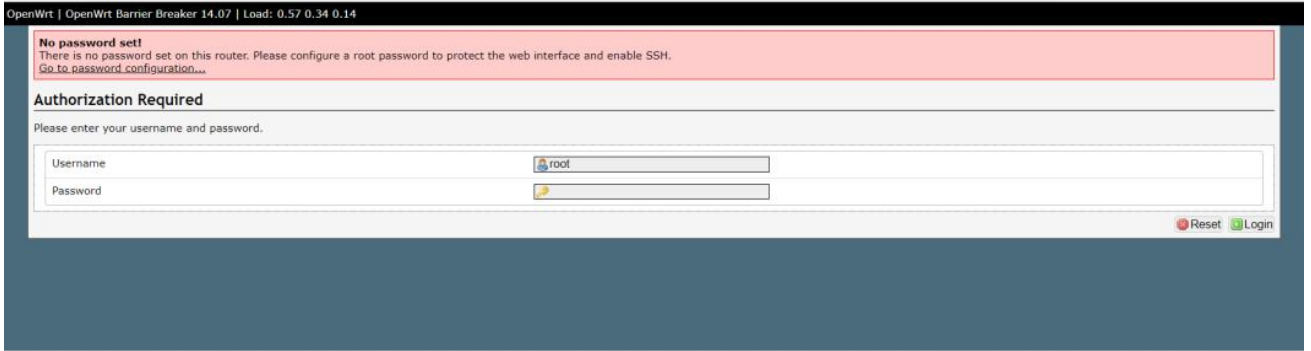 OpenWrt | OpenWrt Barrier Breaker 14.07 | Load: 0.57 0.34 0.14
No password set!
There is no password set on this router. Please configure a root password to protect the web interface and enable SSH.
Go to password configuration...
Authorization Required
Please enter your username and password.
Username root
Password
Reset Login